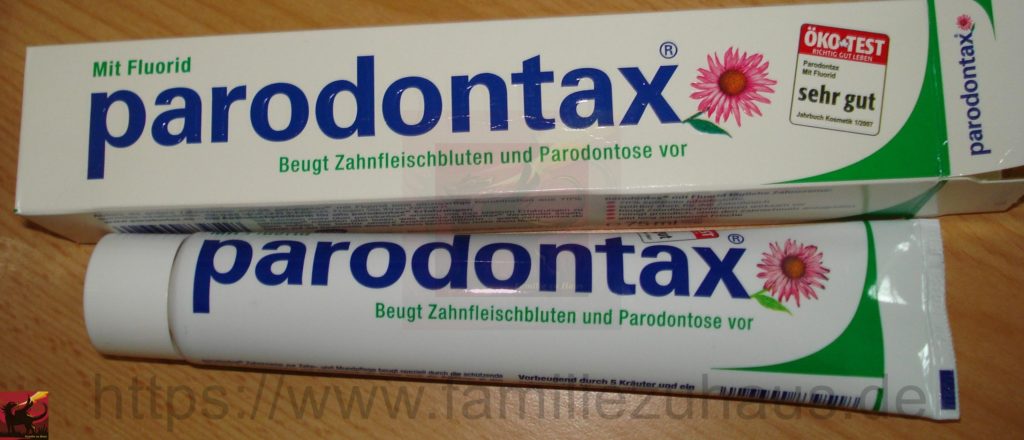 Mit Fluorid
parodontax®
Beugt Zahnfleischbluten und Parodontose vor
ÖKO-TEST
RICHTIG GUT LEBEN
Parodontax
Mit Fluorid
sehr gut
Jahrbuch Kosmetik 1/2007
parodontax®
parodontax®
Beugt Zahnfleischbluten und Parodontose vor
Vorbeugend durch 5 Kräuter und ein
https://www.familiezuhaus.de